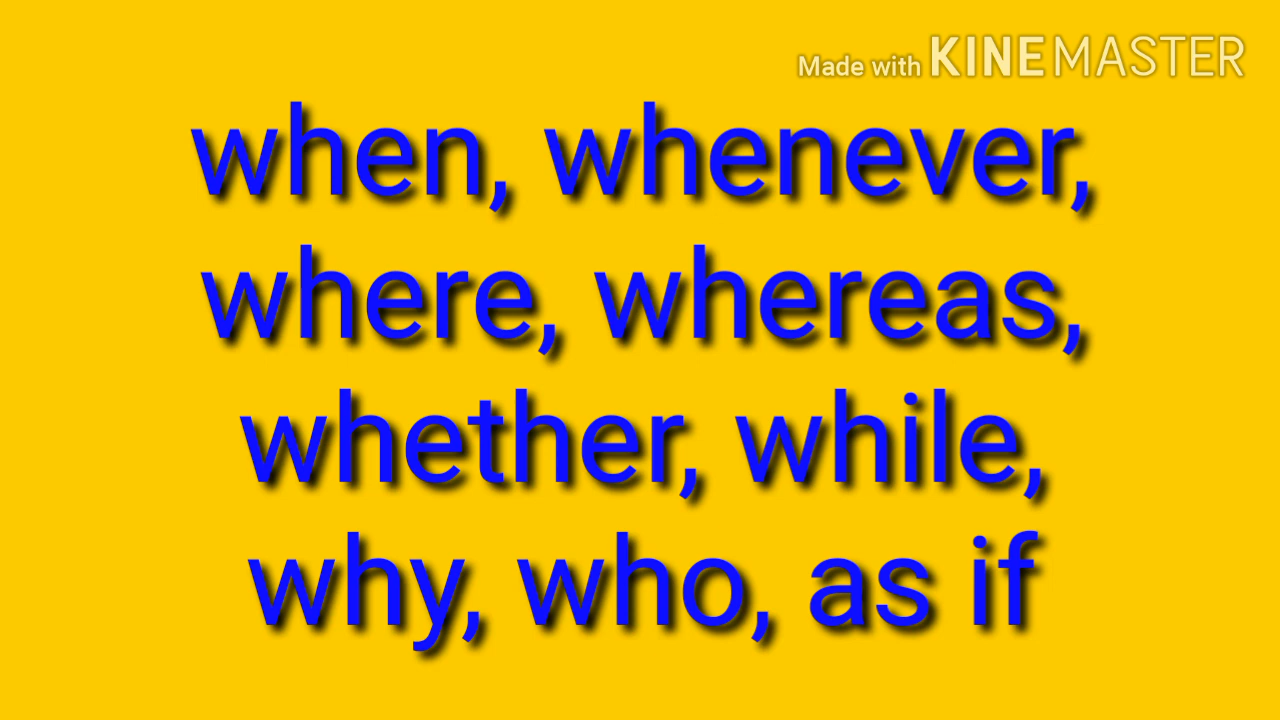 Made with KINEMASTER
when, whenever,
where, whereas,
whether, while,
why, who, as if